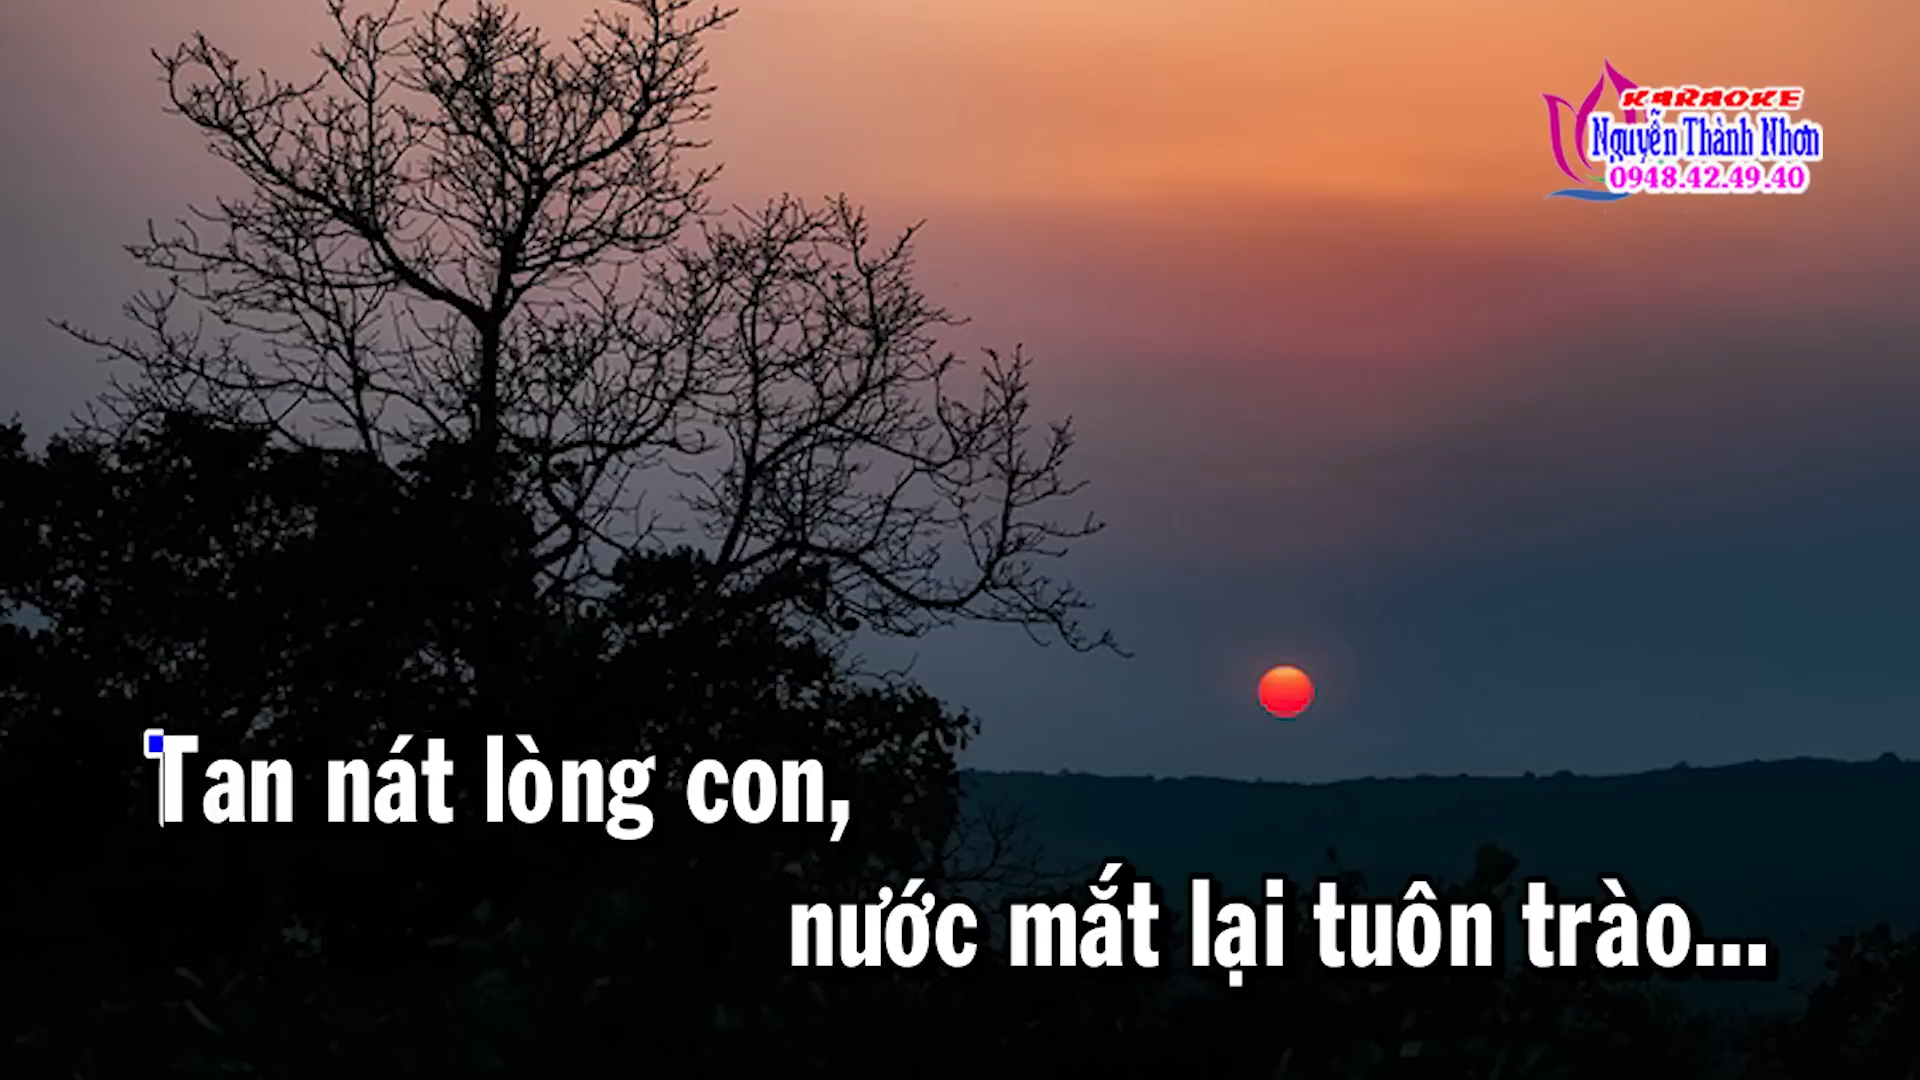 KARAOKE
Nguyễn Thành Nhơn
0948.42.49.40
Tan nát lòng con,
nước mắt lại tuôn trào...